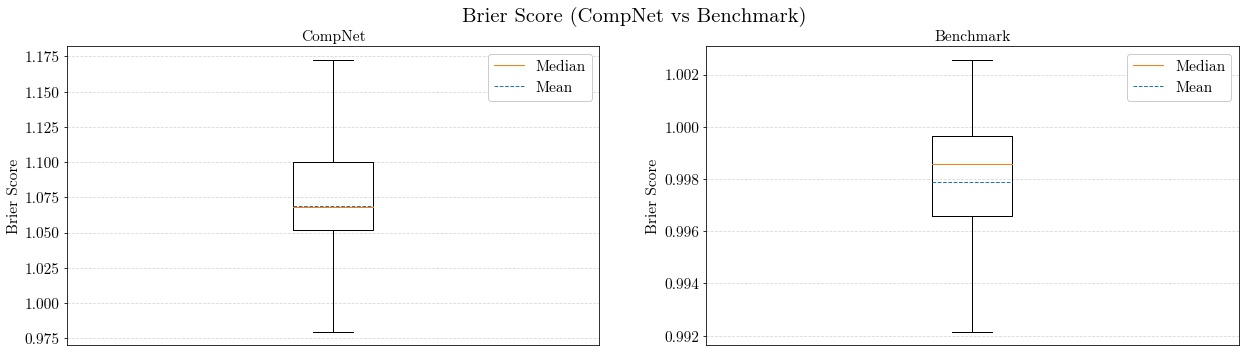 Brier Score (CompNet vs Benchmark)
CompNet
Brier Score
1.175
1.150
1.125
1.100
1.075
1.050
1.025
1.000
0.975
Median
Mean
Benchmark
Brier Score
1.002
1.000
0.998
0.996
0.994
0.992
Median
Mean